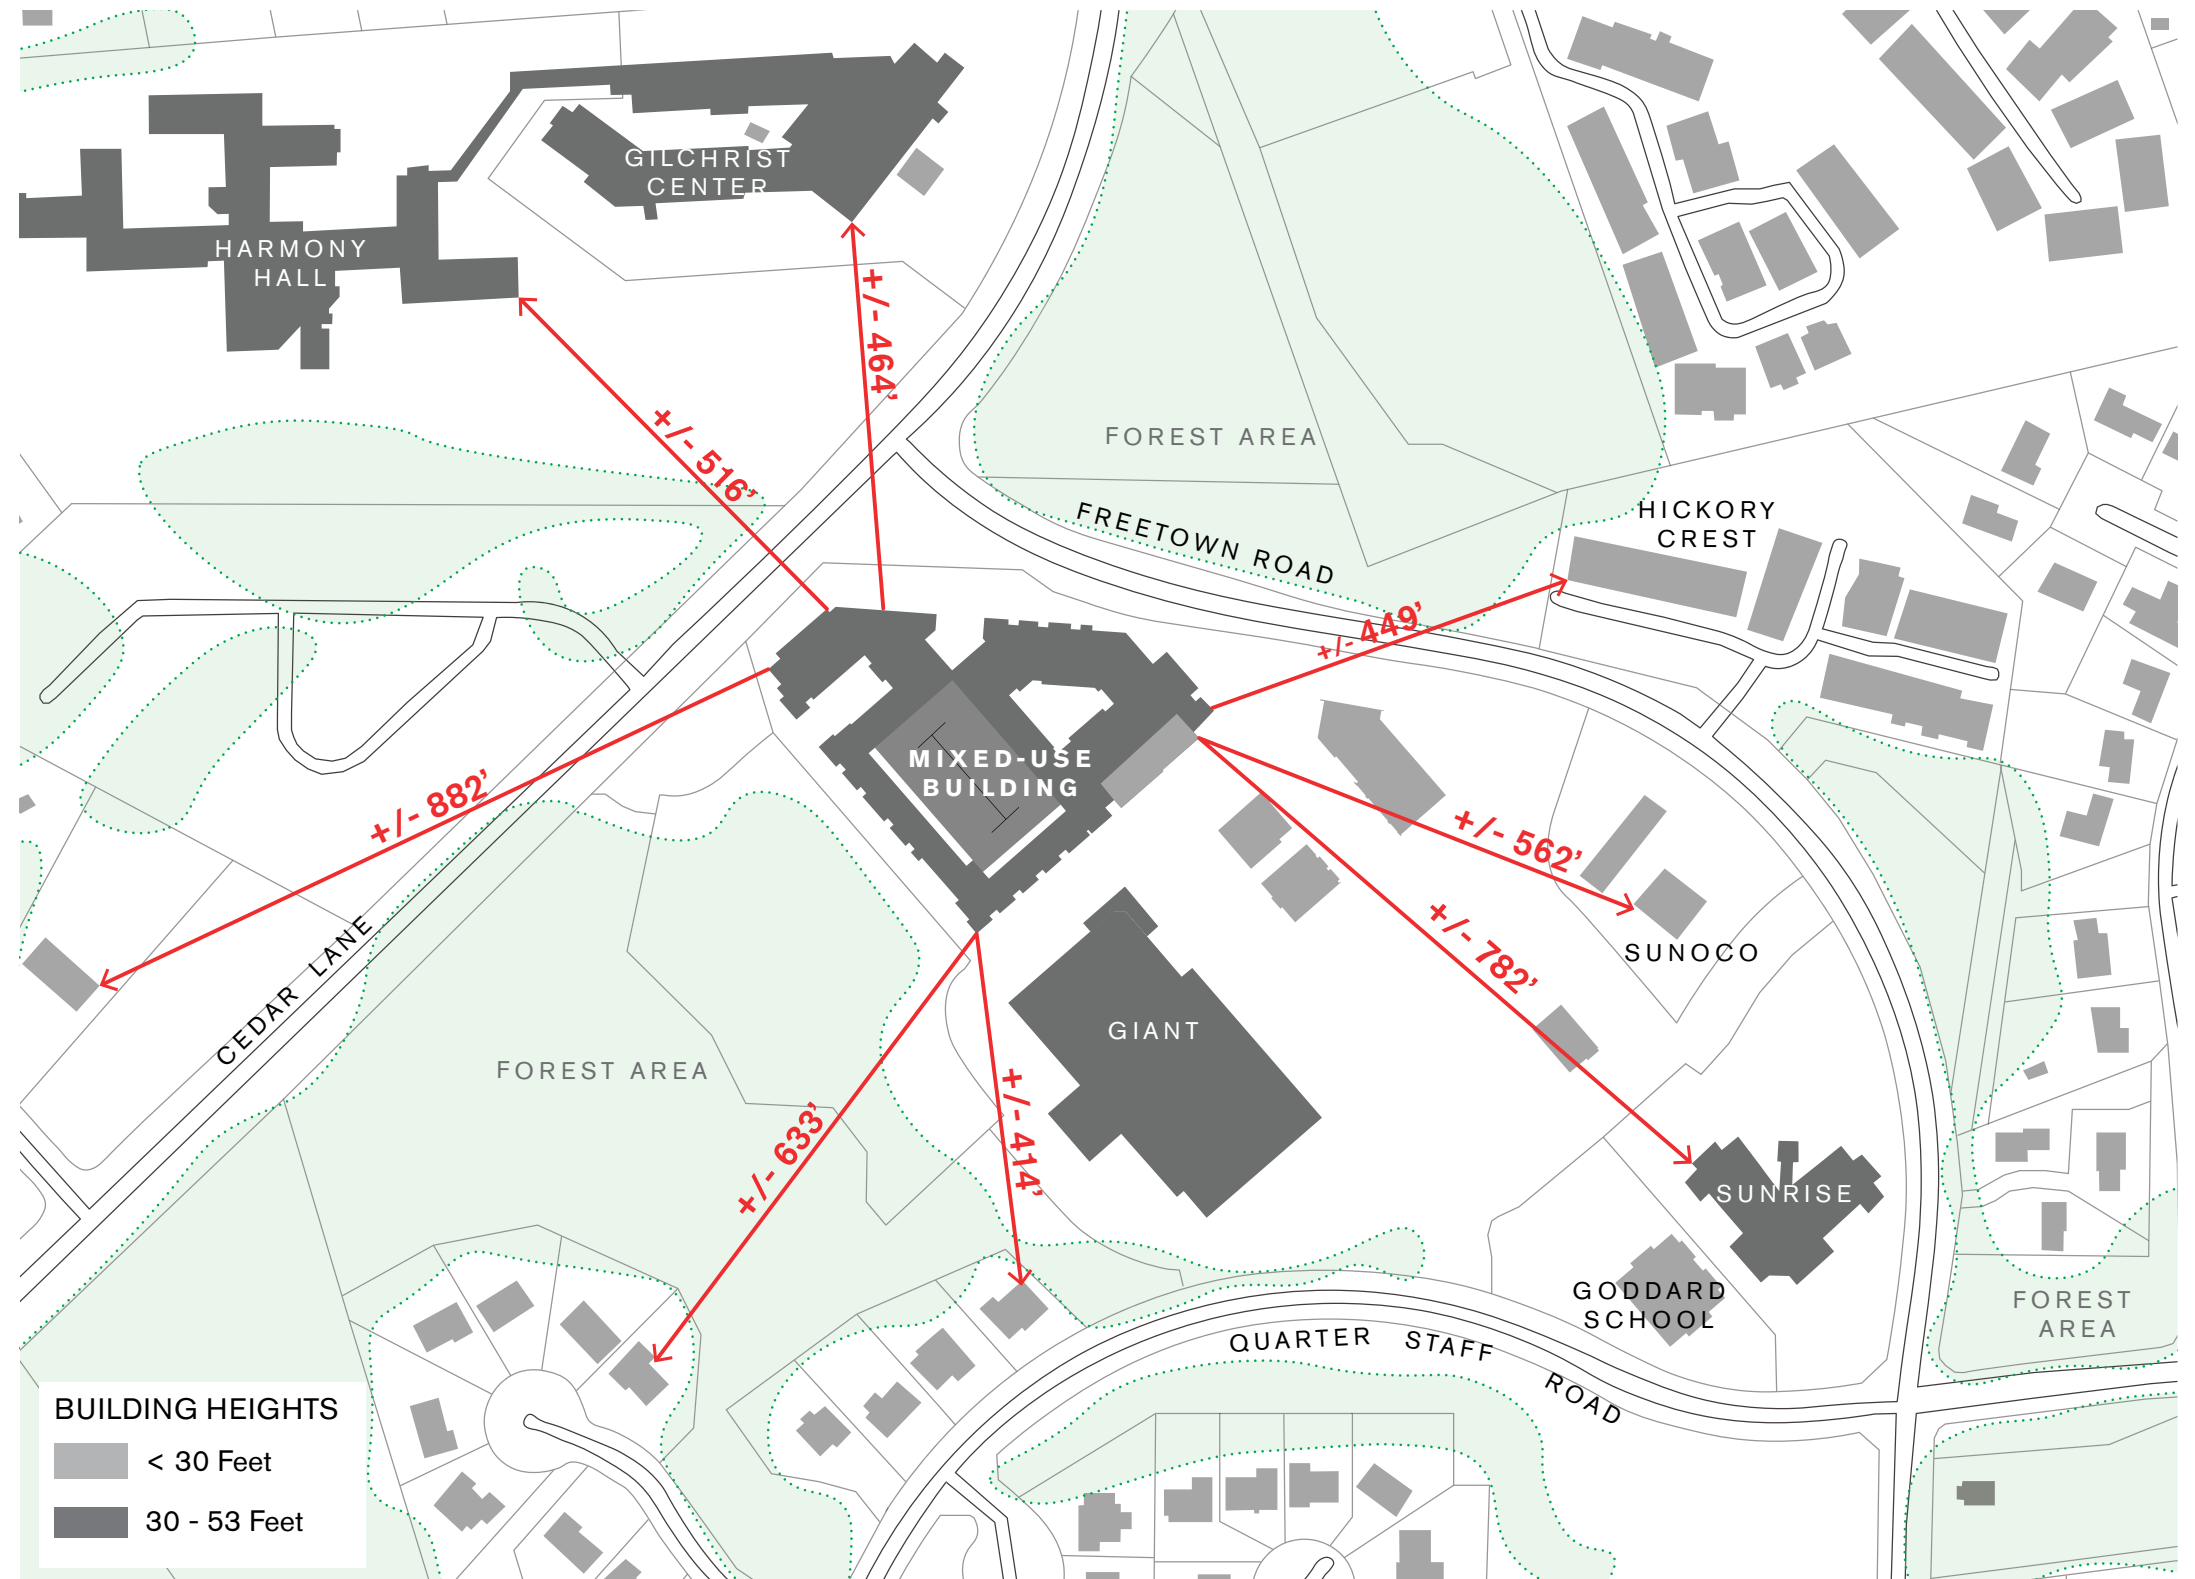 GILCHRIST
CENTER
HARMONY
HALL
+/- 464’
+/- 516’
FOREST AREA
FREETOWN ROAD
HICKORY
CREST
+/- 449’
MIXED-USE
BUILDING
+/- 882’
+/- 562’
+/- 782’
SUNOCO
CEDAR LANE
GIANT
FOREST AREA
+/- 633’
+/- 414’
SUNRISE
GODDARD
SCHOOL
FOREST
AREA
QUARTER STAFF ROAD
BUILDING HEIGHTS
< 30 Feet
30 - 53 Feet